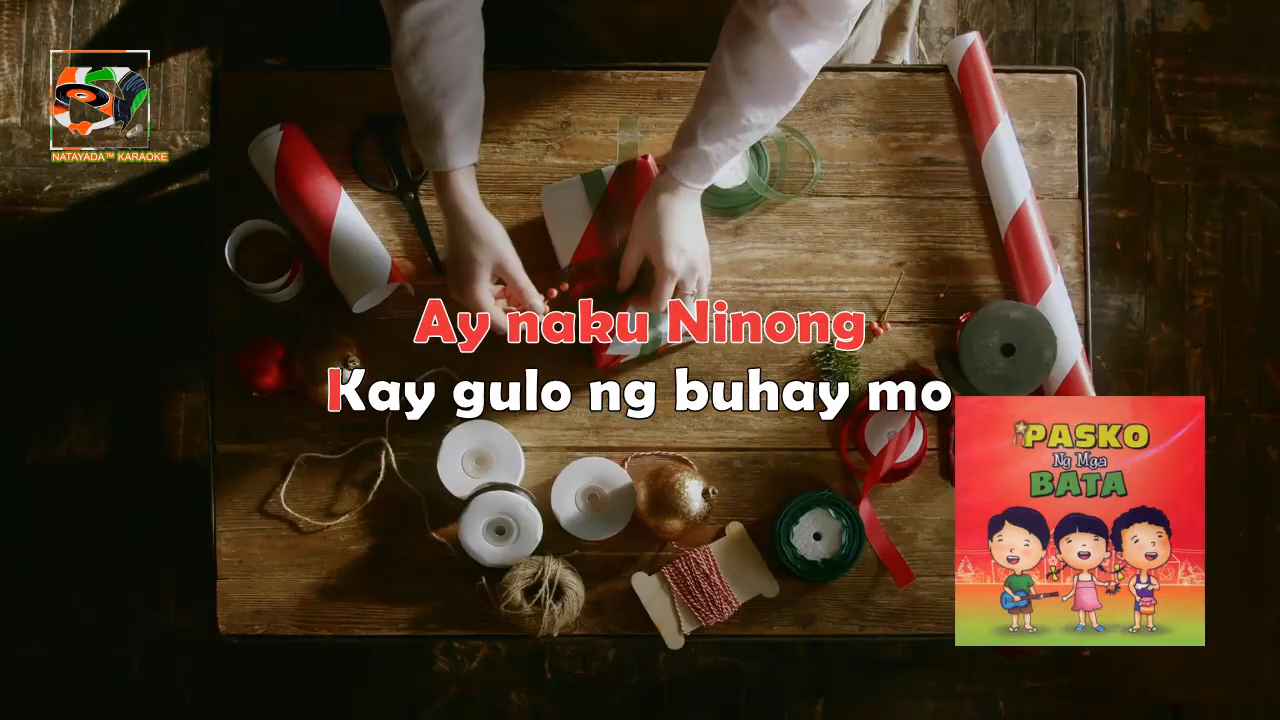 NATAYADA™ KARAOKE
Ay naku Ninong
Kay gulo ng buhay mo
PASKO
Ng Mga
BATA